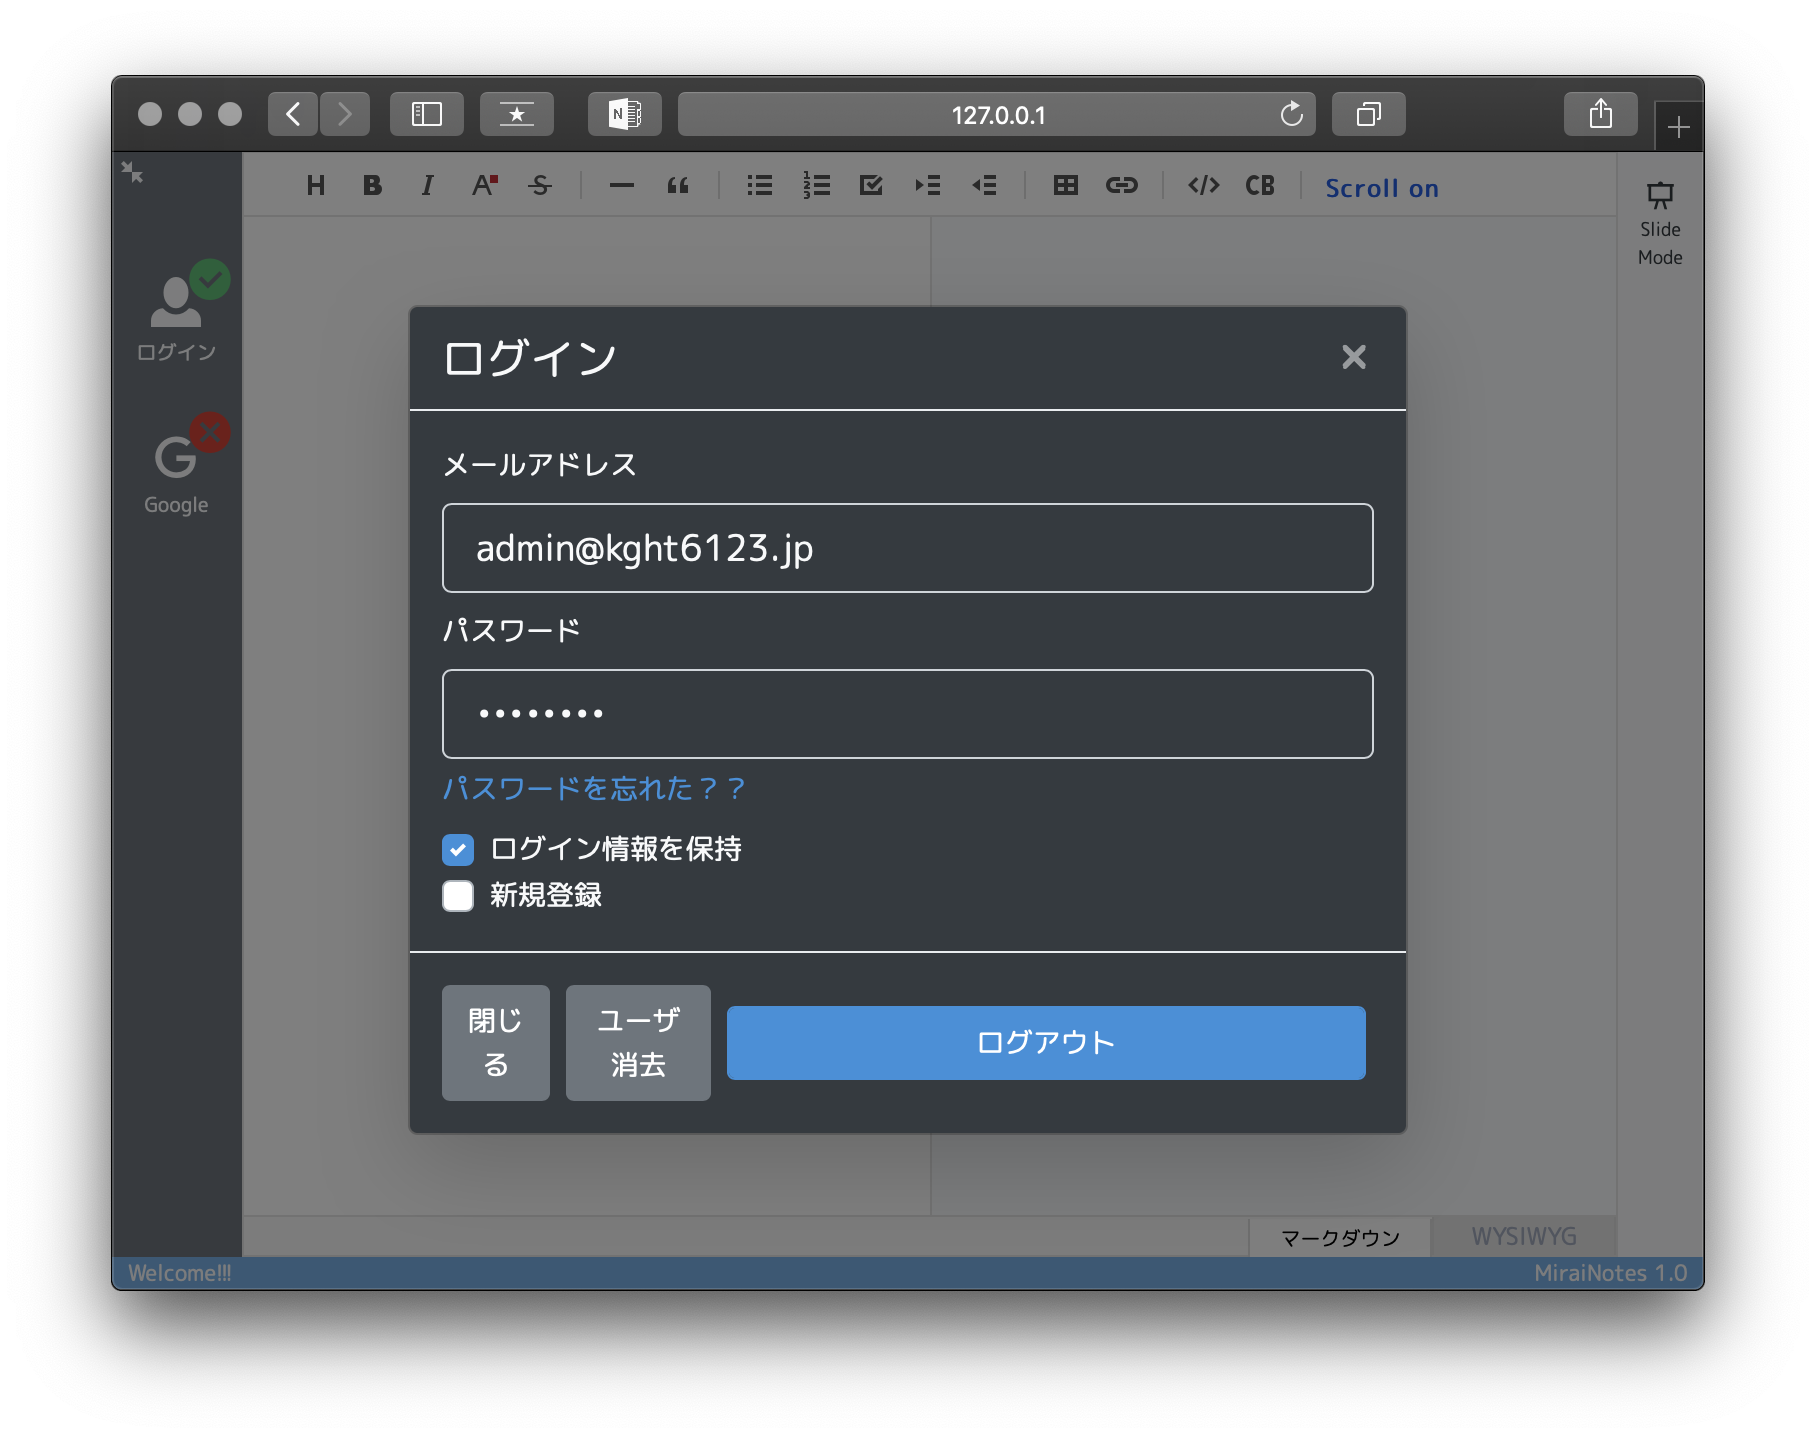 127.0.0.1
H B I A S “ CB Scroll on
Slide
Mode
ログイン
Google
ログイン
メールアドレス
admin@kght6123.jp
パスワード
••••••••
パスワードを忘れた？？
ログイン情報を保持
新規登録
閉じ
る
ユーザ
消去
ログアウト
マークダウン
WYSIWYG
Welcome!!!
MiraiNotes 1.0